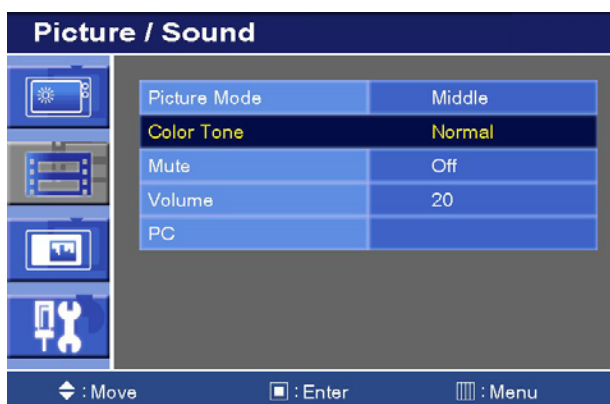 Picture / Sound
Picture Mode Middle
Color Tone Normal
Mute Off
Volume 20
PC
: Move : Enter : Menu